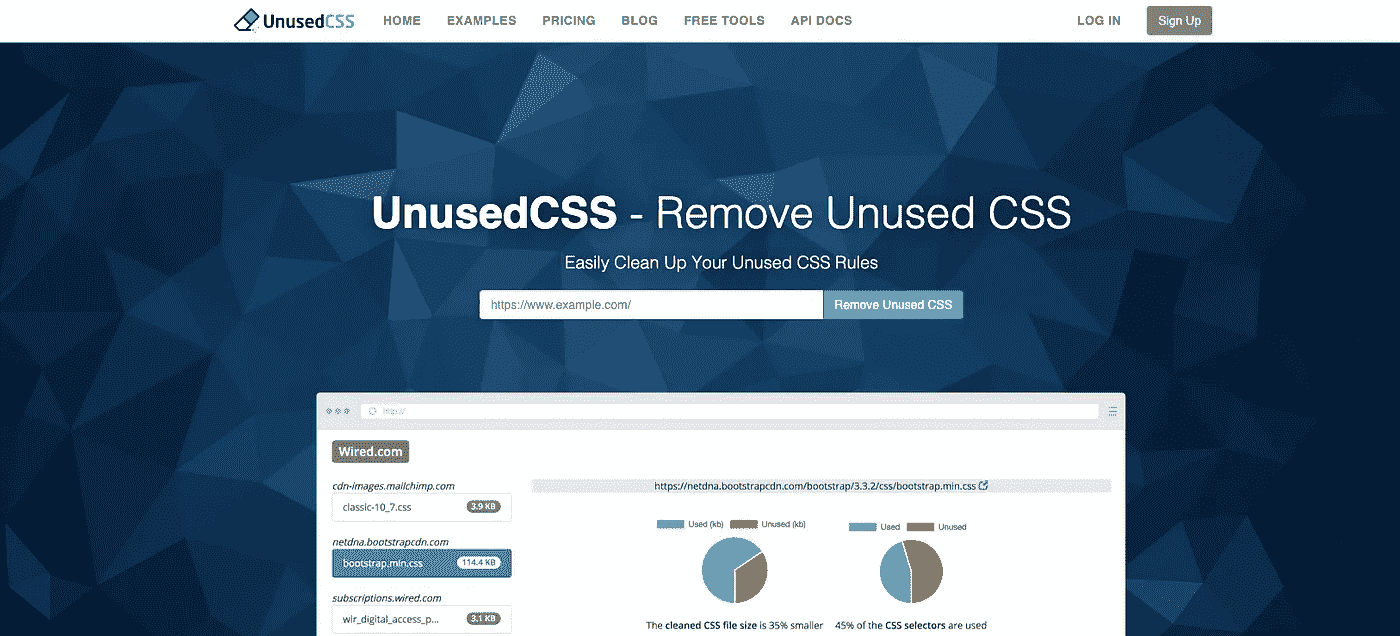 UnusedCSS HOME EXAMPLES PRICING BLOG FREE TOOLS API DOCS LOG IN Sign Up
UnusedCSS - Remove Unused CSS
Easily Clean Up Your Unused CSS Rules
https://www.example.com/ Remove Unused CSS
http://
Wired.com
cdn-images.mailchimp.com
classic-10_7.css 3.9 KB
netdna.bootstrapcdn.com
bootstrap.min.css 114.4 KB
subscriptions.wired.com
wir_digital_access_p... 3.1 KB
https://netdna.bootstrapcdn.com/bootstrap/3.3.2/css/bootstrap.min.css
Used (kb) Unused (kb) Used Unused
The cleaned CSS file size is 35% smaller 45% of the CSS selectors are used